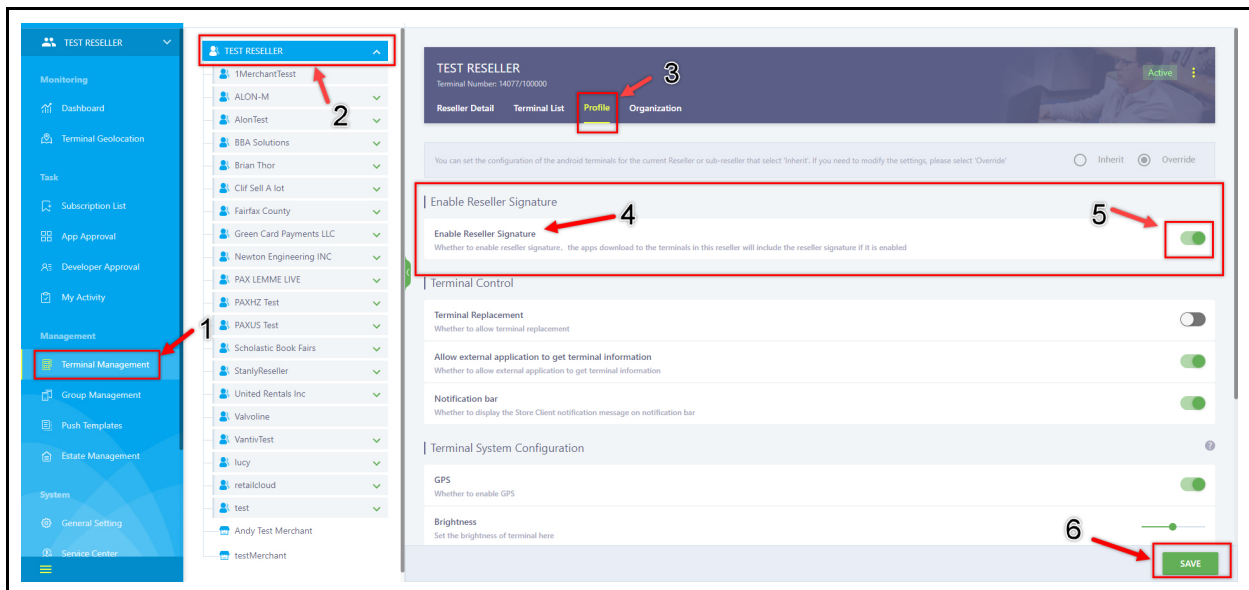 TEST RESELLER
Monitoring
Dashboard
Terminal Geolocation
Task
Subscription List
App Approval
Developer Approval
My Activity
Management
1
Terminal Management
Group Management
Push Templates
Estate Management
System
General Setting
Service Center
TEST RESELLER
2
1MerchantTesst
ALON-M
AlonTest
BBA Solutions
Brian Thor
Clif Sell A lot
Fairfax County
Green Card Payments LLC
Newton Engineering INC
PAX LEMME LIVE
PAXHZ Test
PAXUS Test
Scholastic Book Fairs
StanlyReseller
United Rentals Inc
Valvoline
VantivTest
lucy
retailcloud
test
Andy Test Merchant
testMerchant
TEST RESELLER
Terminal Number: 14077/100000
Active
3
Reseller Detail Terminal List Profile Organization
You can set the configuration of the android terminals for the current Reseller or sub-reseller that select 'Inherit'. If you need to modify the settings, please select 'Override'
Inherit Override
Enable Reseller Signature
4
5
Enable Reseller Signature
Whether to enable reseller signature, the apps download to the terminals in this reseller will include the reseller signature if it is enabled
Terminal Control
Terminal Replacement
Whether to allow terminal replacement
Allow external application to get terminal information
Whether to allow external application to get terminal information
Notification bar
Whether to display the Store Client notification message on notification bar
Terminal System Configuration
GPS
Whether to enable GPS
Brightness
Set the brightness of terminal here
6
SAVE